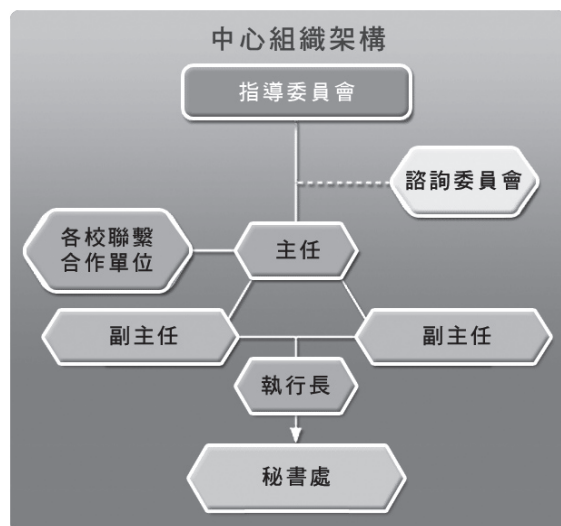 中心組織架構
指導委員會
諮詢委員會
各校聯繫
合作單位
主任
副主任
副主任
執行長
秘書處